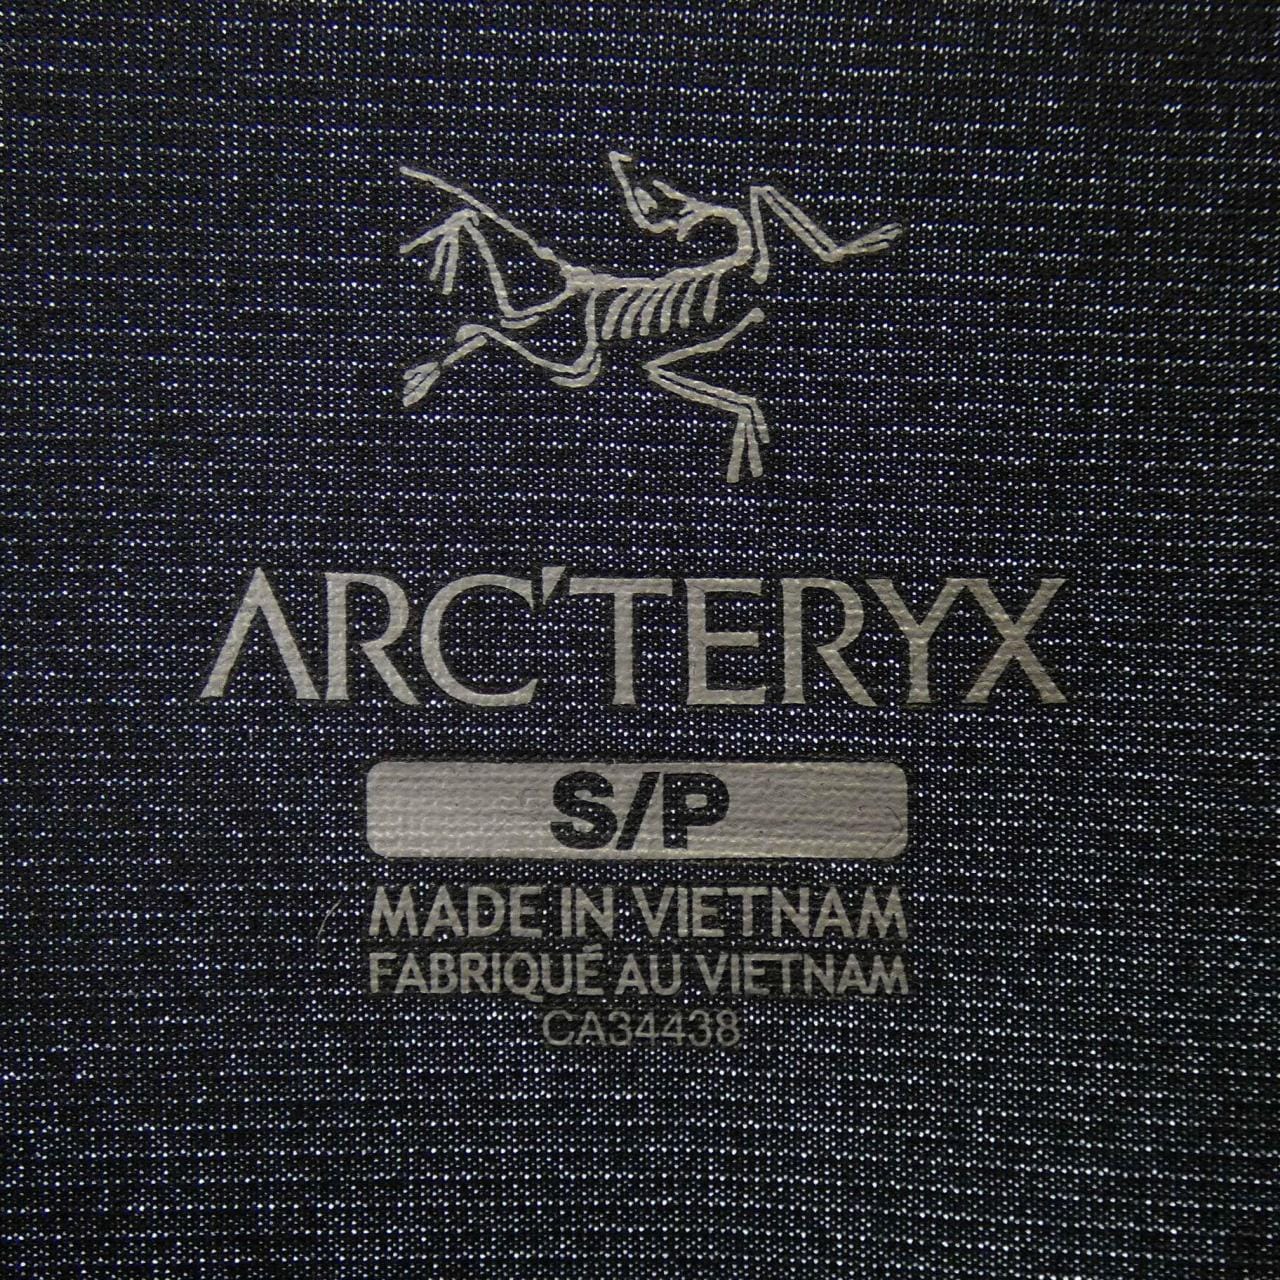 ARC'TERYX
S/P
MADE IN VIETNAM
FABRIQUÉ AU VIETNAM
CA34438